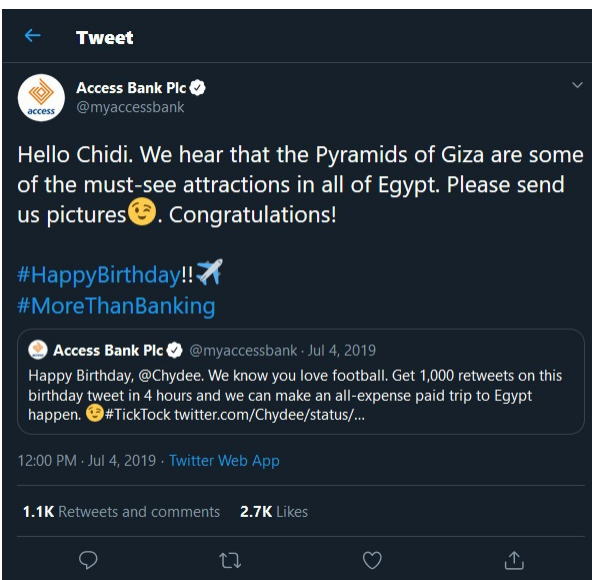 Tweet
Access Bank Plc
access
@myaccessbank
Hello Chidi. We hear that the Pyramids of Giza are some
of the must-see attractions in all of Egypt. Please send
us pictures😉. Congratulations!
#HappyBirthday!!✈️
#MoreThanBanking
Access Bank Plc @myaccessbank · Jul 4, 2019
Happy Birthday, @Chydee. We know you love football. Get 1,000 retweets on this
birthday tweet in 4 hours and we can make an all-expense paid trip to Egypt
happen. 😉#TickTock twitter.com/Chydee/status/...
12:00 PM · Jul 4, 2019 · Twitter Web App
1.1K Retweets and comments 2.7K Likes